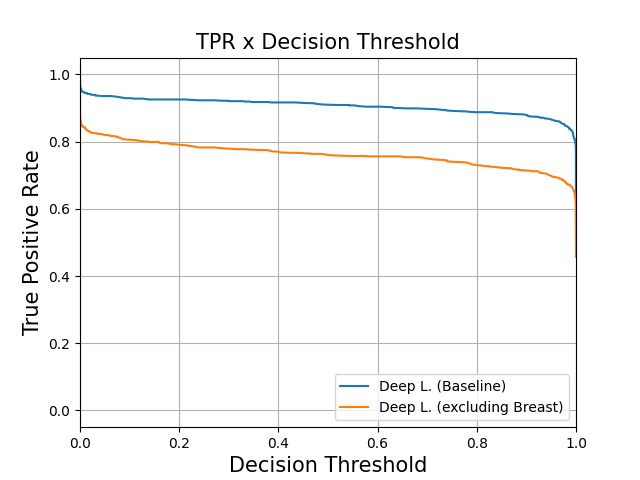 TPR x Decision Threshold
True Positive Rate
1.0
0.8
0.6
0.4
0.2
0.0
Deep L. (Baseline)
Deep L. (excluding Breast)
0.0 0.2 0.4 0.6 0.8 1.0
Decision Threshold